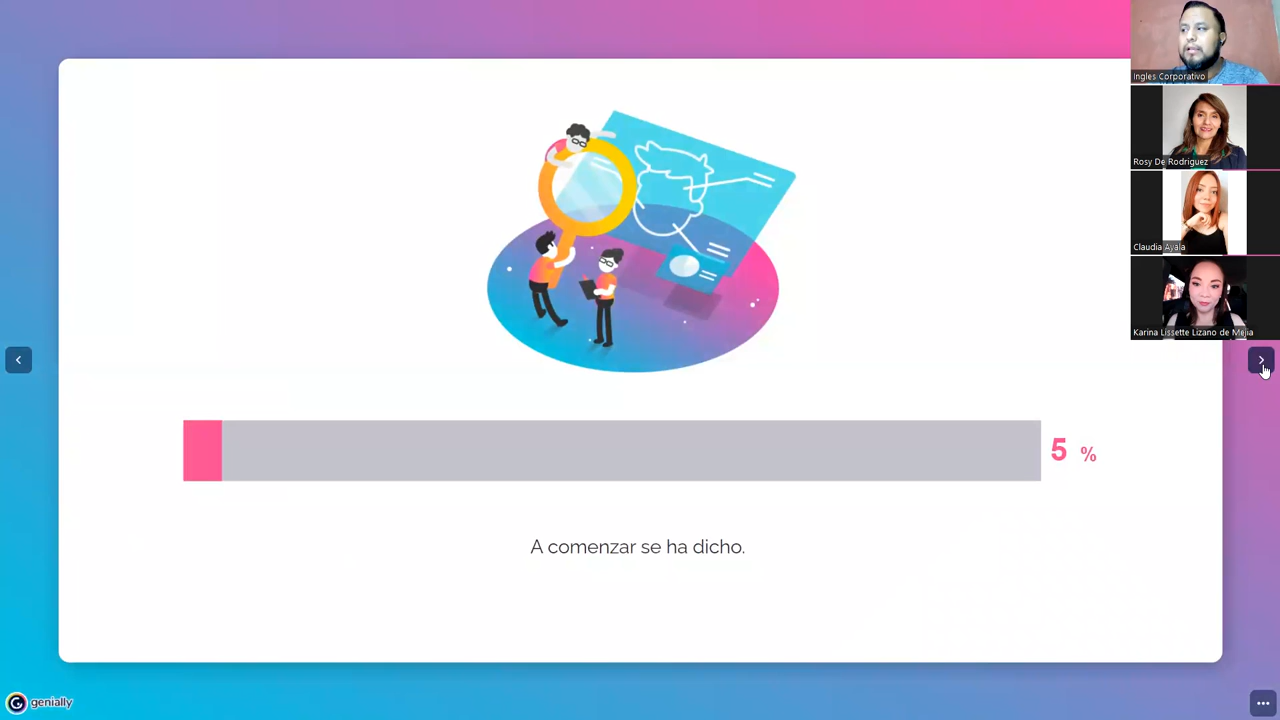 Ingles Corporativo
Rosy De Rodriguez
Claudia Ayala
Karina Lissette Lizano de Mejia
5 %
A comenzar se ha dicho.
genially